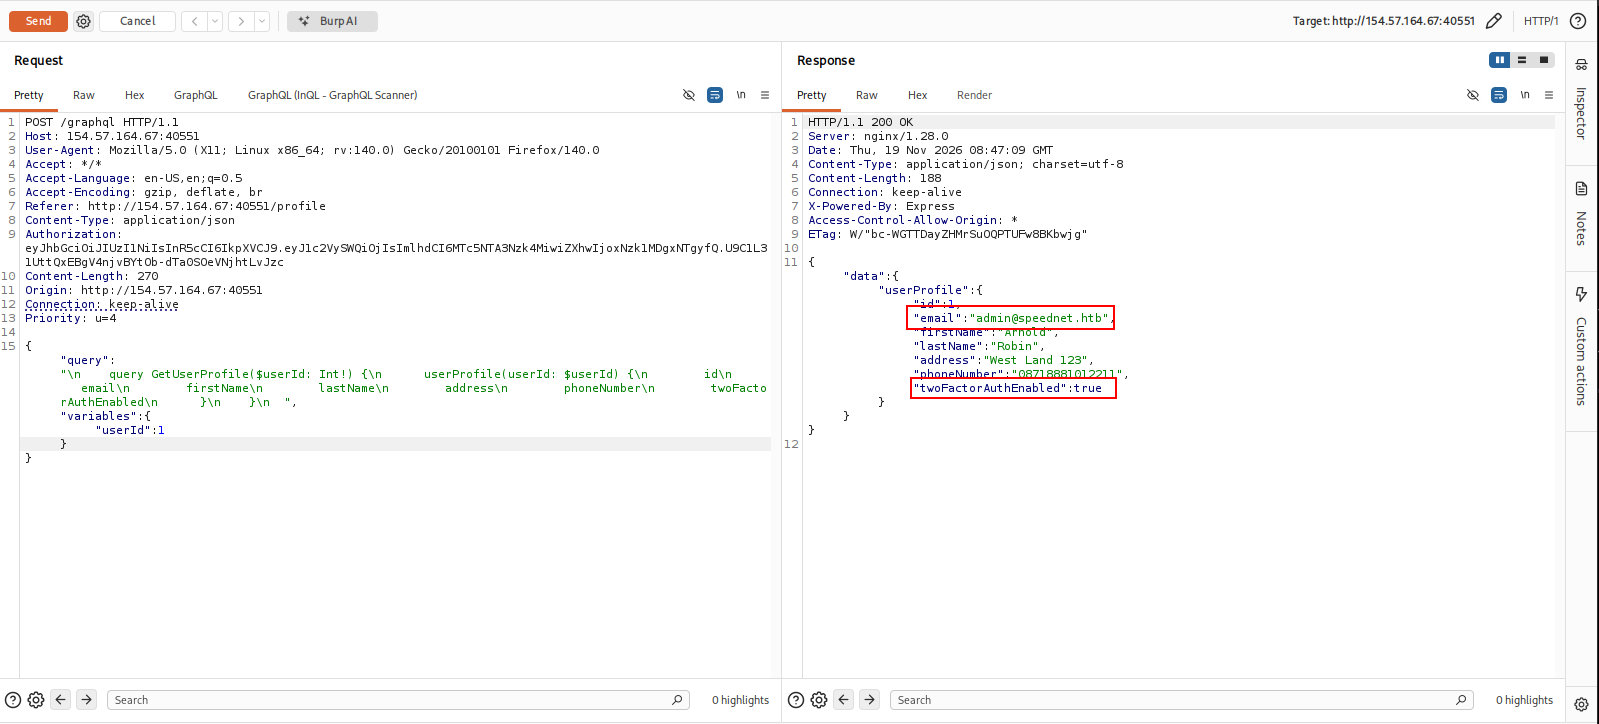 Send
Cancel
Burp AI
Target: http://154.57.164.67:40551
HTTP/1
Request
Pretty Raw Hex GraphQL GraphQL (InQL - GraphQL Scanner)
\n
1 POST /graphql HTTP/1.1
2 Host: 154.57.164.67:40551
3 User-Agent: Mozilla/5.0 (X11; Linux x86_64; rv:140.0) Gecko/20100101 Firefox/140.0
4 Accept: */*
5 Accept-Language: en-US,en;q=0.5
6 Accept-Encoding: gzip, deflate, br
7 Referer: http://154.57.164.67:40551/profile
8 Content-Type: application/json
9 Authorization:
10 Content-Length: 270
11 Origin: http://154.57.164.67:40551
12 Connection: keep-alive
13 Priority: u=4
14
15 {
"query":
"\n query GetUserProfile($userId: Int!) {\n userProfile(userId: $userId) {\n id\n
email\n firstName\n lastName\n address\n phoneNumber\n twoFacto
rAuthEnabled\n }\n }\n ",
"variables":{
"userId":1
}
}
Search
0 highlights
Response
Pretty Raw Hex Render
\n
1 HTTP/1.1 200 OK
2 Server: nginx/1.28.0
3 Date: Thu, 19 Nov 2026 08:47:09 GMT
4 Content-Type: application/json; charset=utf-8
5 Content-Length: 188
6 Connection: keep-alive
7 X-Powered-By: Express
8 Access-Control-Allow-Origin: *
9 ETag: W/"bc-WGTTDayZHMrSuOQPTUFw8BKbwjg"
10
11 {
"data":{
"userProfile":{
"id":1,
"email":"admin@speednet.htb",
"firstName":"Arnold",
"lastName":"Robin",
"address":"West Land 123",
"phoneNumber":"08718881012211",
"twoFactorAuthEnabled":true
}
}
}
12
Search
0 highlights
Inspector
Notes
Custom actions